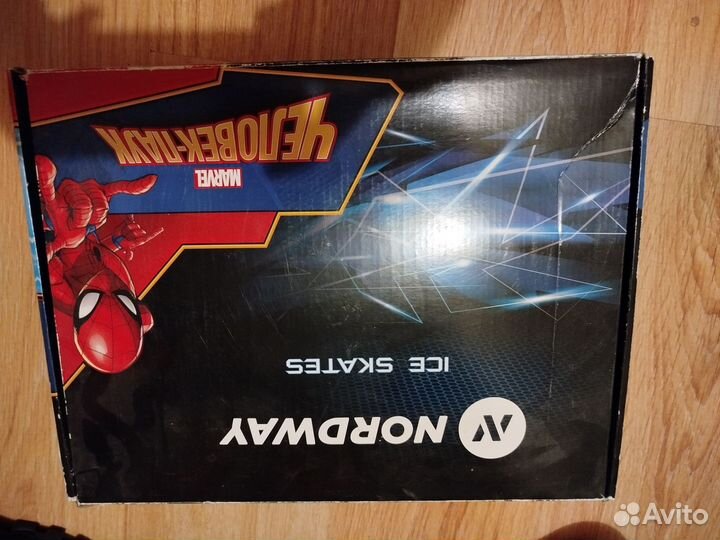 NORDWAY
ICE SKATES
MARVEL
ЧЕЛОВЕК-ПАУК
Avito